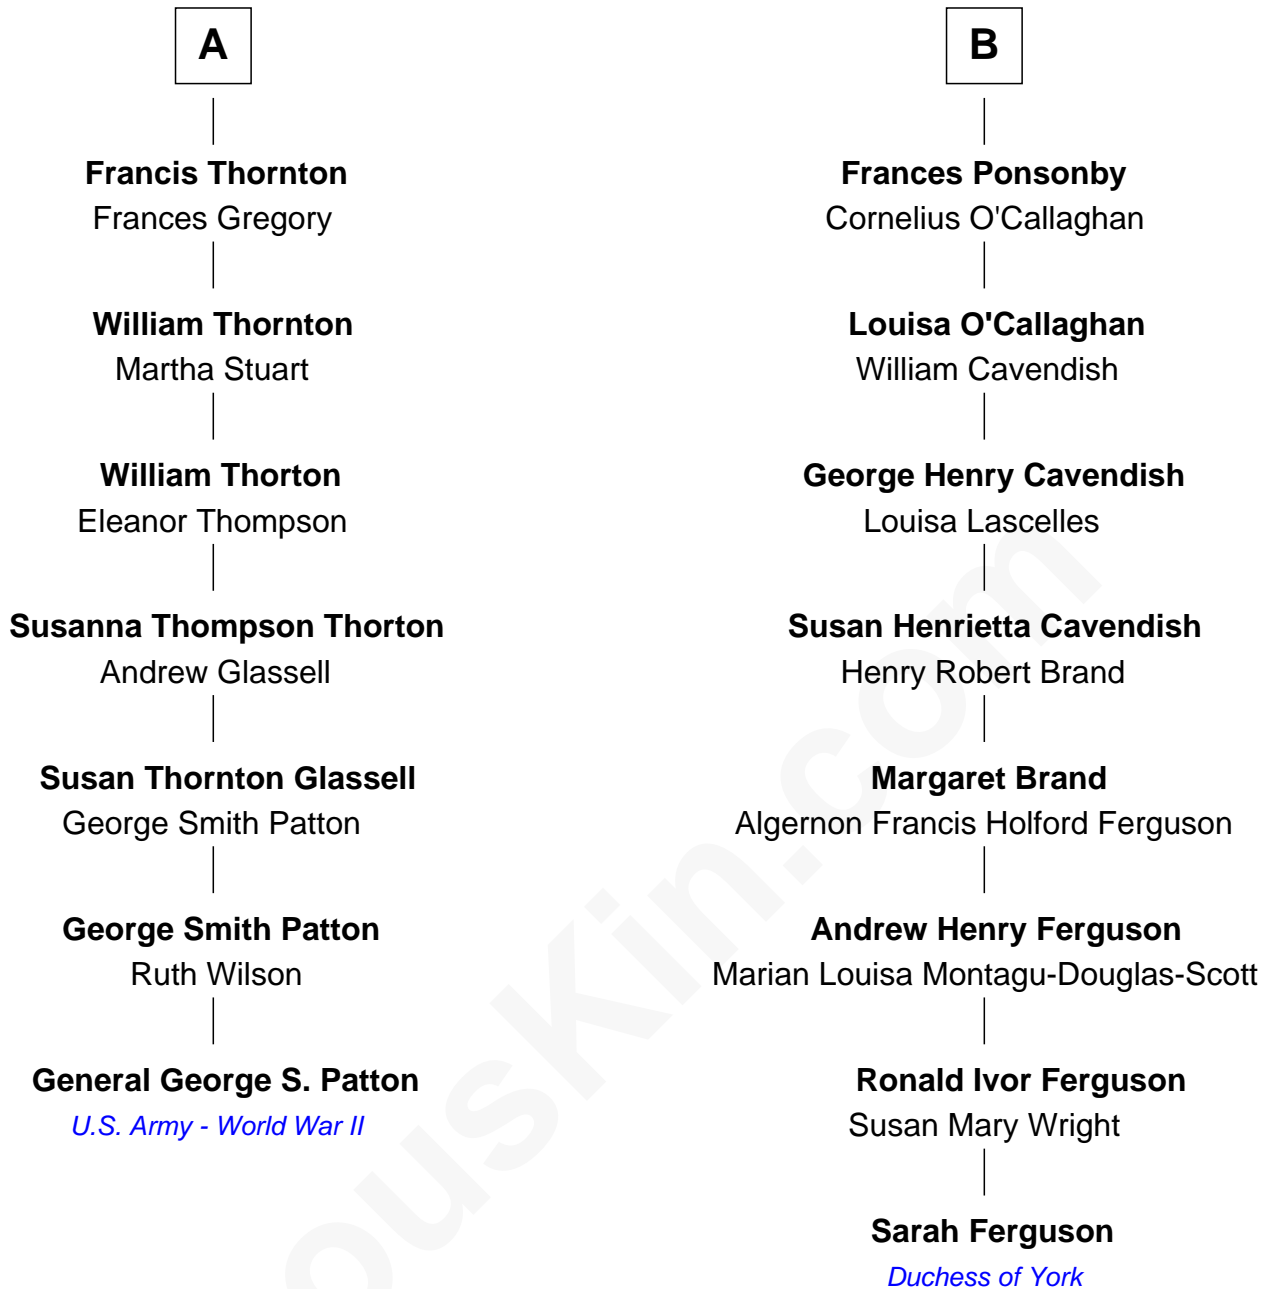 A
Francis Thornton
Frances Gregory
William Thornton
Martha Stuart
William Thorton
Eleanor Thompson
Susanna Thompson Thorton
Andrew Glassell
Susan Thornton Glassell
George Smith Patton
George Smith Patton
Ruth Wilson
General George S. Patton
U.S. Army - World War II
B
Frances Ponsonby
Cornelius O'Callaghan
Louisa O'Callaghan
William Cavendish
George Henry Cavendish
Louisa Lascelles
Susan Henrietta Cavendish
Henry Robert Brand
Margaret Brand
Algernon Francis Holford Ferguson
Andrew Henry Ferguson
Marian Louisa Montagu-Douglas-Scott
Ronald Ivor Ferguson
Susan Mary Wright
Sarah Ferguson
Duchess of York
ousKin.com